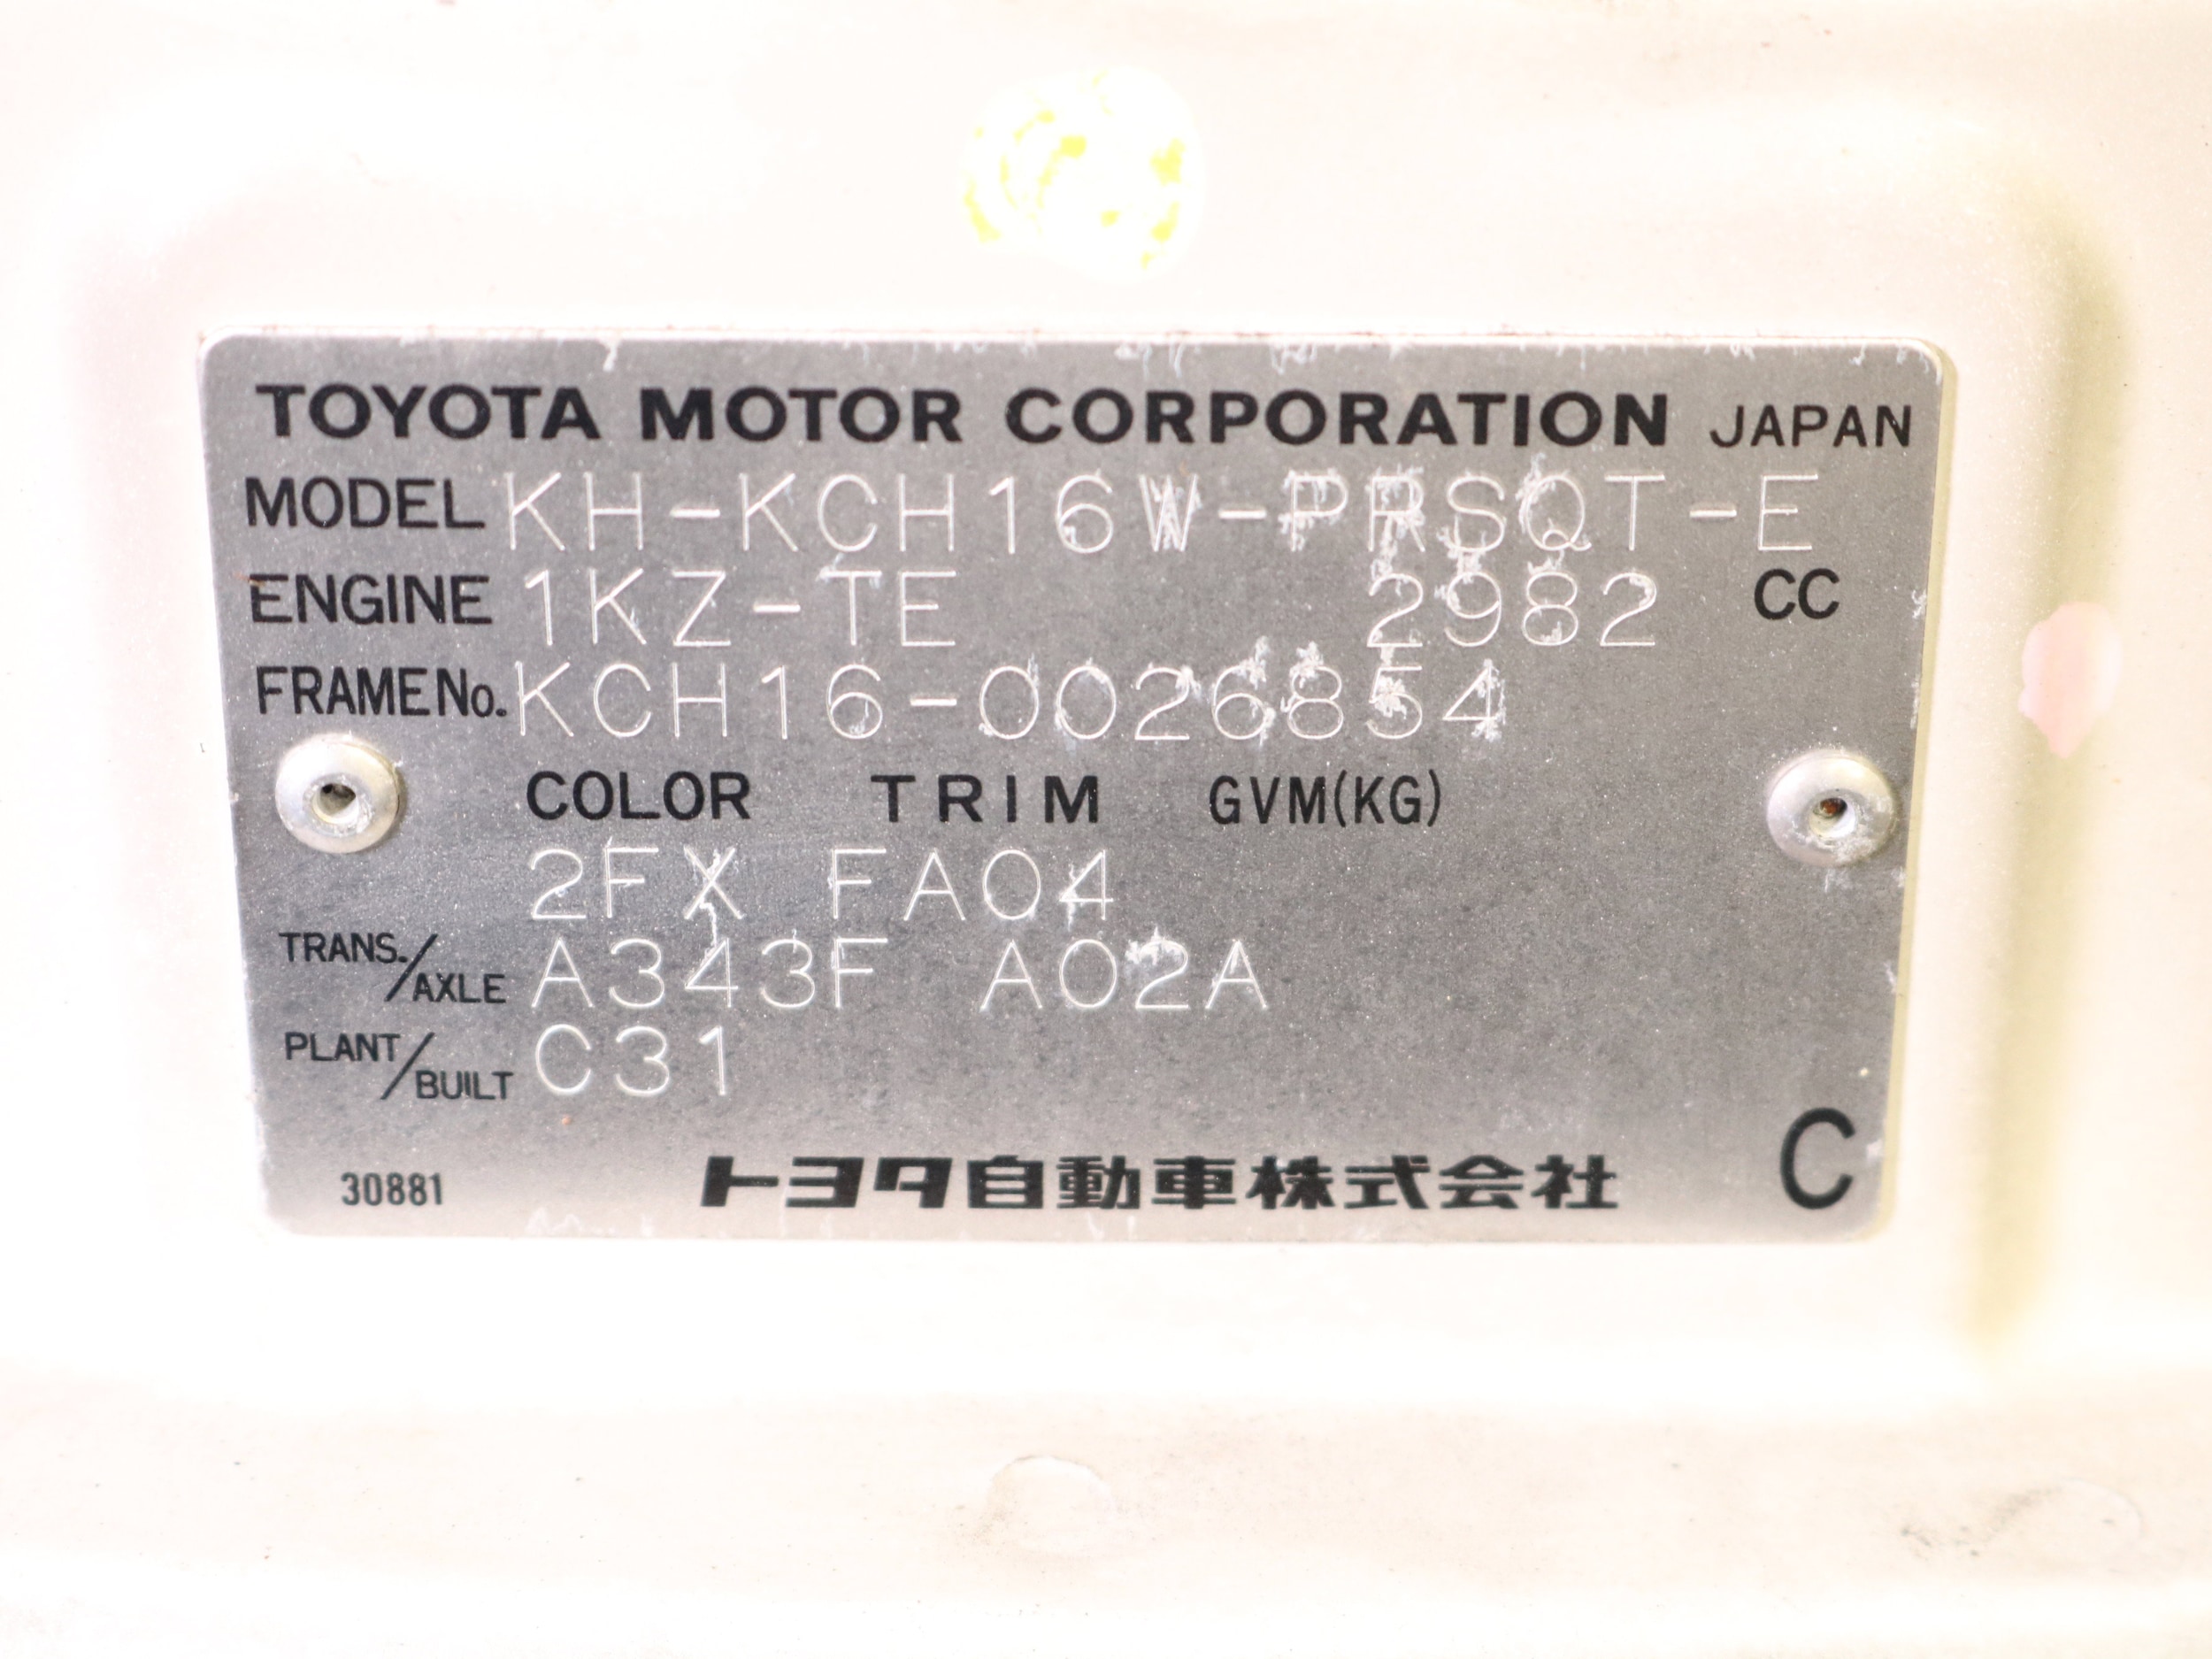 TOYOTA MOTOR CORPORATION JAPAN
MODEL KH-KCH16W-PRSQT-E
ENGINE 1KZ-TE 2982 CC
FRAME No. KCH16-0026854
COLOR TRIM GVM(KG)
2FX FA04
TRANS./AXLE A343F A02A
PLANT/BUILT C31
30881 トヨタ自動車株式会社 C